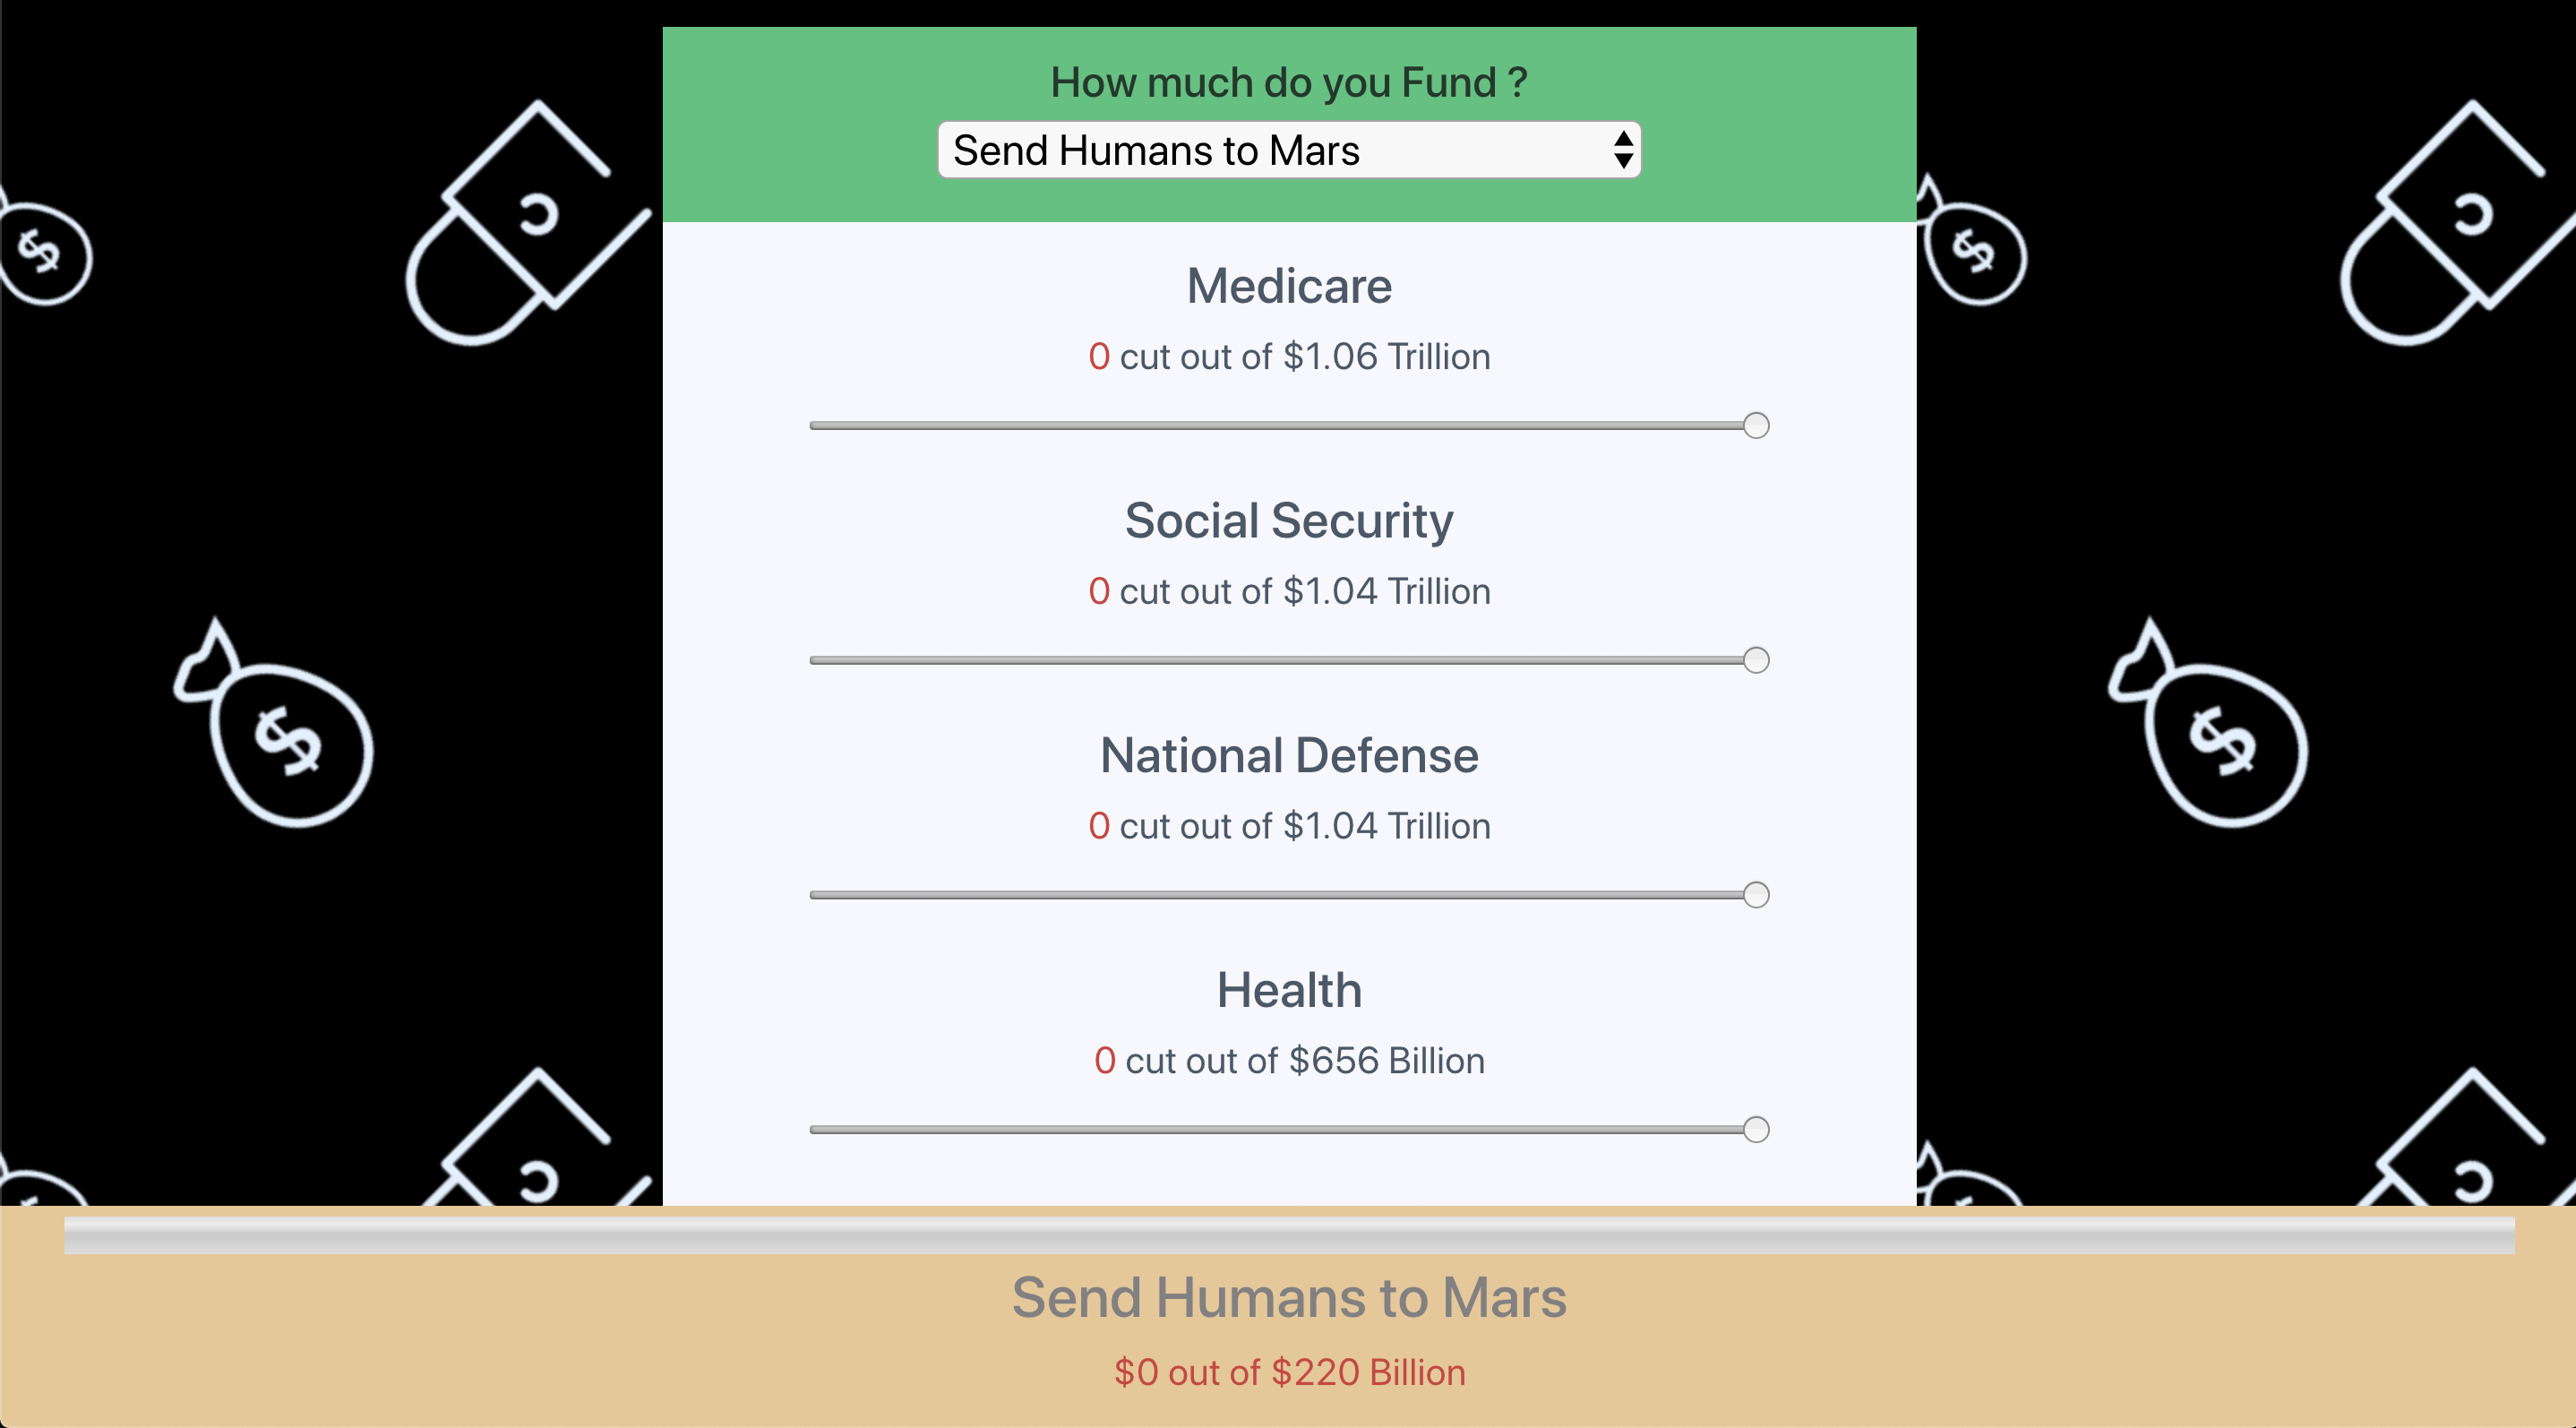 How much do you Fund ?
Send Humans to Mars
Medicare
0 cut out of $1.06 Trillion
Social Security
0 cut out of $1.04 Trillion
National Defense
0 cut out of $1.04 Trillion
Health
0 cut out of $656 Billion
Send Humans to Mars
$0 out of $220 Billion